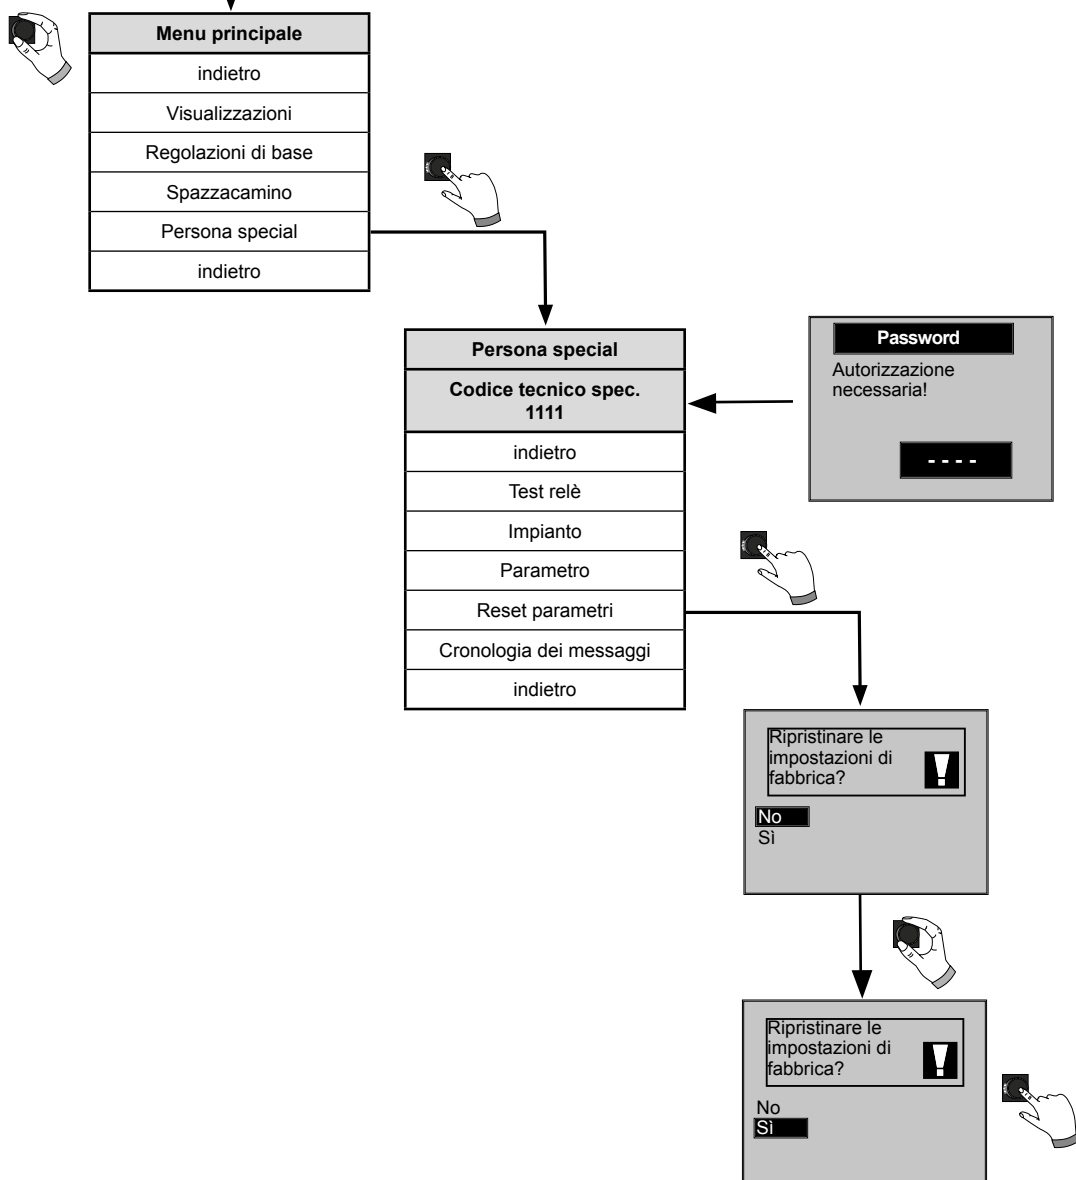 Menu principale
indietro
Visualizzazioni
Regolazioni di base
Spazzacamino
Persona special
indietro
Persona special
Codice tecnico spec.
1111
indietro
Test relè
Impianto
Parametro
Reset parametri
Cronologia dei messaggi
indietro
Password
Autorizzazione
necessaria!
- - - -
Ripristinare le
impostazioni di
fabbrica?
!
No
Sì
Ripristinare le
impostazioni di
fabbrica?
!
No
Sì